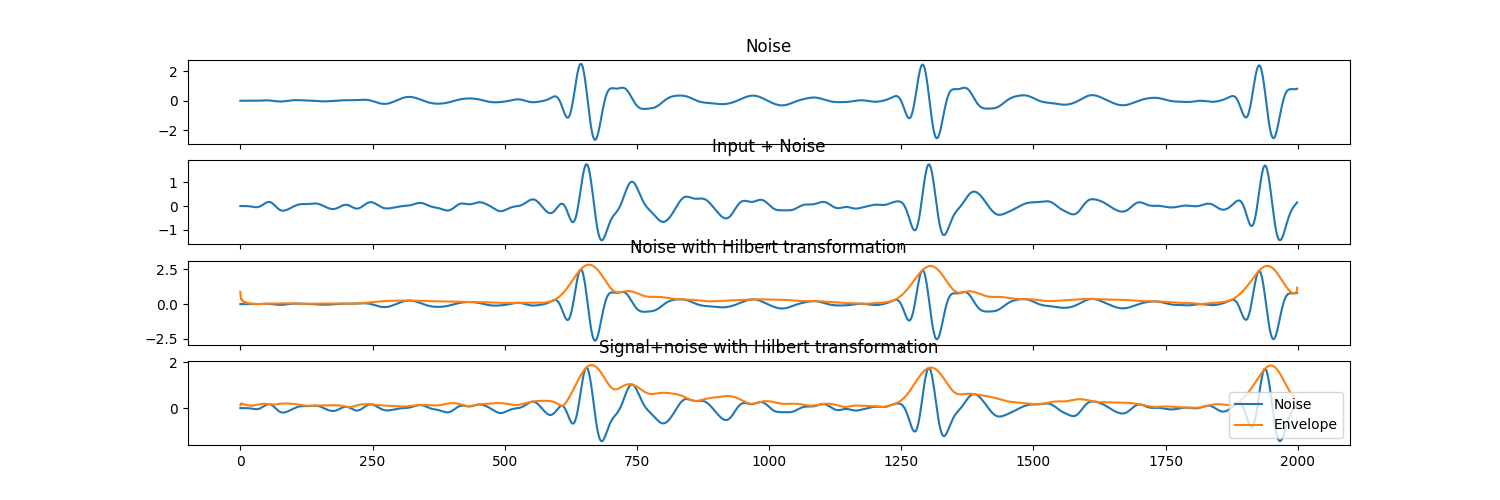 Noise
2
0
−2
Input + Noise
1
0
−1
Noise with Hilbert transformation
2.5
0.0
−2.5
Signal+noise with Hilbert transformation
2
0
Noise
Envelope
0 250 500 750 1000 1250 1500 1750 2000